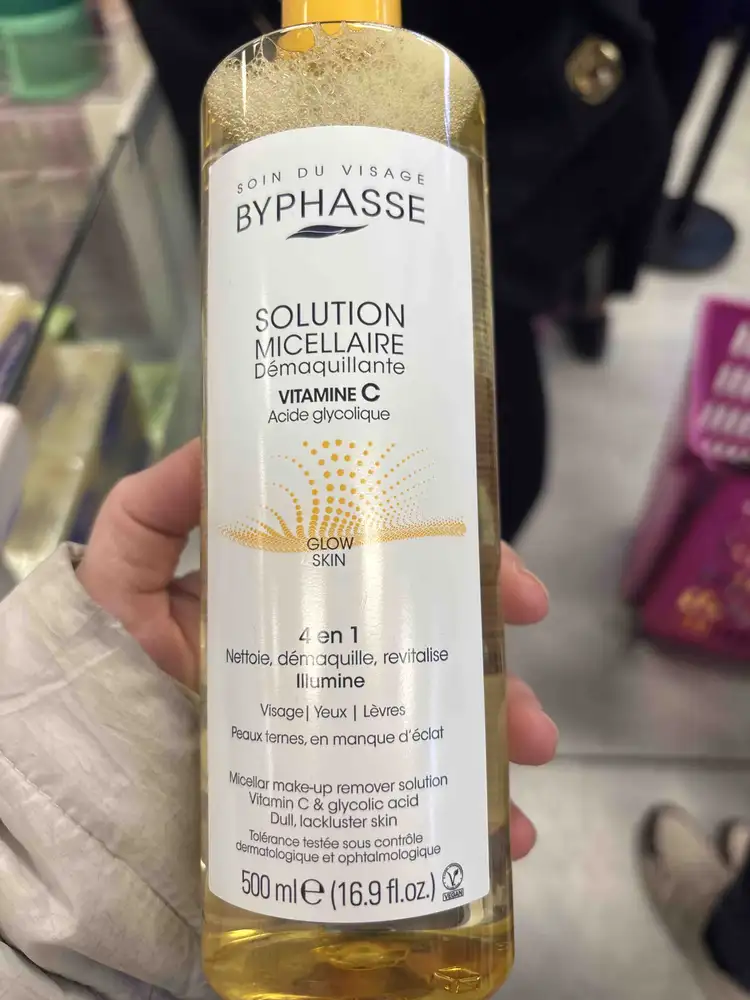 SOIN DU VISAGE
BYPHASSE
SOLUTION
MICELLAIRE
Démaquillante
VITAMINE C
Acide glycolique
GLOW
SKIN
4 en 1
Nettoie, démaquille, revitalise
Illumine
Visage| Yeux | Lèvres
Peaux ternes, en manque d'éclat
Micellar make-up remover solution
Vitamin C & glycolic acid
Dull, lackluster skin
Tolérance testée sous contrôle
dermatologique et ophtalmologique
500 ml e (16.9 fl.oz.)
VEGAN